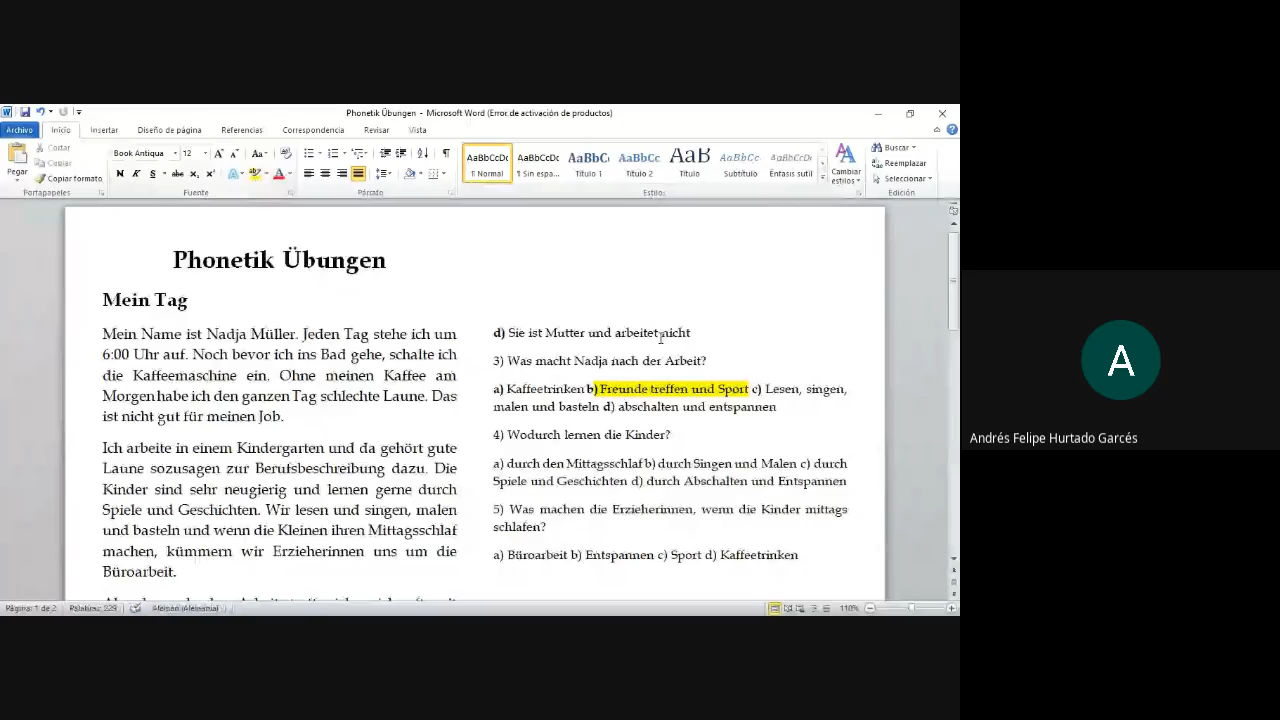 Phonetik Übungen - Microsoft Word (Error de activación de productos)
Archivo Inicio Insertar Diseño de página Referencias Correspondencia Revisar Vista
Pegar
Cortar
Copiar
Copiar formato
Portapapeles
Book Antiqua 12
N K S abc x₂ x²
Fuente
Párrafo
AaBbCcDc AaBbCcDc AaBbC AaBbCc AaB AaBbCc AaBbCcDc
1 Normal 1 Sin espa... Título 1 Título 2 Título Subtítulo Énfasis sutil
Estilos
Cambiar estilos
Buscar
Reemplazar
Seleccionar
Edición
Phonetik Übungen
Mein Tag
Mein Name ist Nadja Müller. Jeden Tag stehe ich um
6:00 Uhr auf. Noch bevor ich ins Bad gehe, schalte ich
die Kaffeemaschine ein. Ohne meinen Kaffee am
Morgen habe ich den ganzen Tag schlechte Laune. Das
ist nicht gut für meinen Job.
Ich arbeite in einem Kindergarten und da gehört gute
Laune sozusagen zur Berufsbeschreibung dazu. Die
Kinder sind sehr neugierig und lernen gerne durch
Spiele und Geschichten. Wir lesen und singen, malen
und basteln und wenn die Kleinen ihren Mittagsschlaf
machen, kümmern wir Erzieherinnen uns um die
Büroarbeit.
d) Sie ist Mutter und arbeitet nicht
3) Was macht Nadja nach der Arbeit?
a) Kaffeetrinken b) Freunde treffen und Sport c) Lesen, singen,
malen und basteln d) abschalten und entspannen
4) Wodurch lernen die Kinder?
a) durch den Mittagsschlaf b) durch Singen und Malen c) durch
Spiele und Geschichten d) durch Abschalten und Entspannen
5) Was machen die Erzieherinnen, wenn die Kinder mittags
schlafen?
a) Büroarbeit b) Entspannen c) Sport d) Kaffeetrinken
Página: 1 de 2 Palabras: 229 Alemán (Alemania) 110%
A
Andrés Felipe Hurtado Garcés